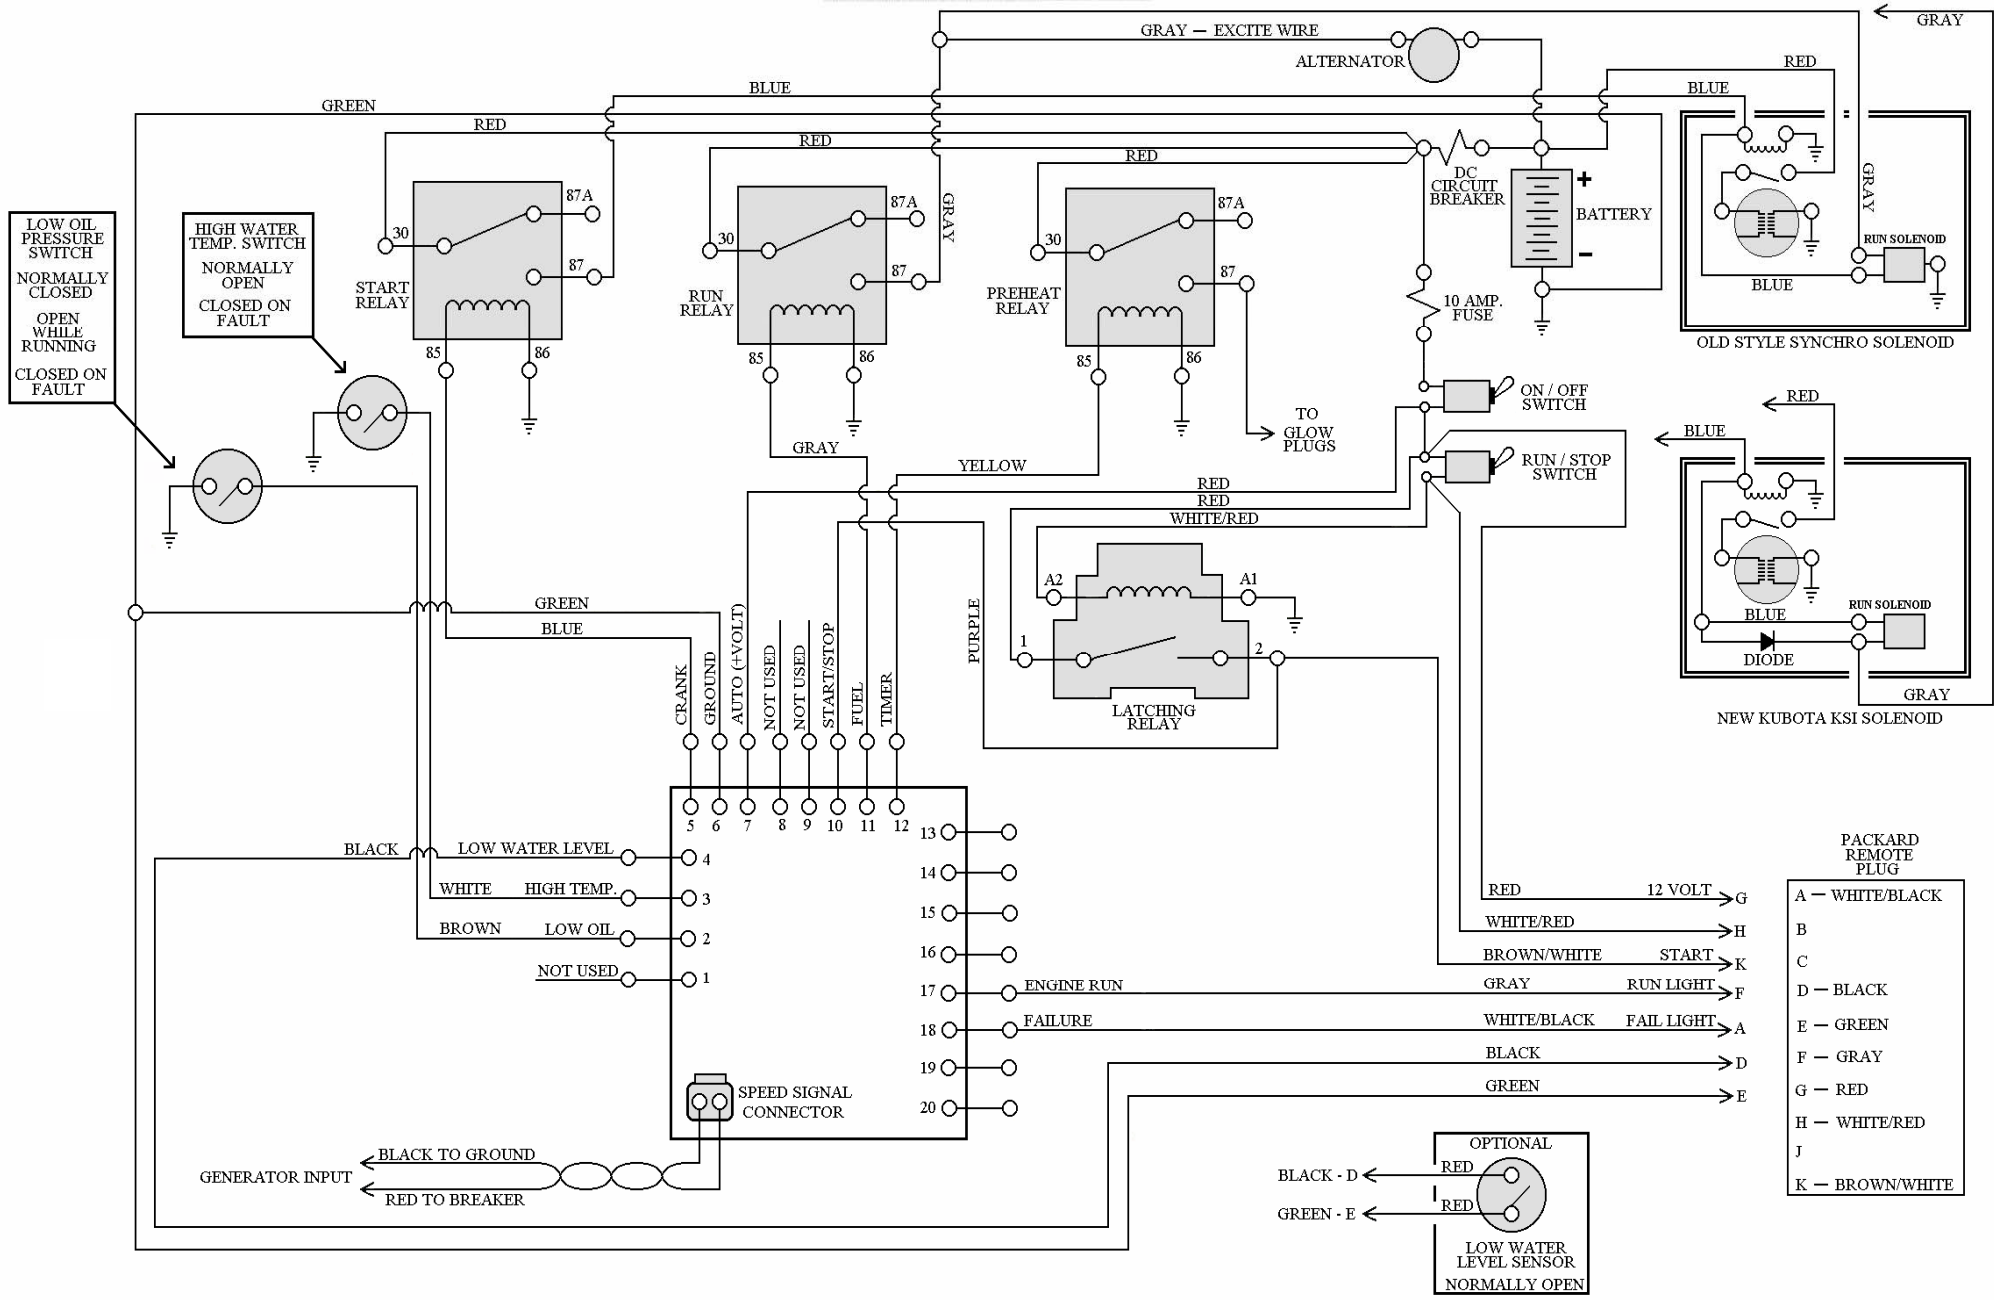 GRAY
GRAY — EXCITE WIRE
ALTERNATOR
RED
BLUE
BLUE
GREEN
RED
RED
RED
LOW OIL
PRESSURE
SWITCH
NORMALLY
CLOSED
OPEN
WHILE
RUNNING
CLOSED ON
FAULT
HIGH WATER
TEMP. SWITCH
NORMALLY
OPEN
CLOSED ON
FAULT
87A
30
87
START
RELAY
85
86
87A
30
87
RUN
RELAY
85
86
GRAY
87A
30
87
PREHEAT
RELAY
85
86
DC
CIRCUIT
BREAKER
+
BATTERY
−
10 AMP.
FUSE
ON / OFF
SWITCH
RUN / STOP
SWITCH
TO
GLOW
PLUGS
GRAY
RUN SOLENOID
BLUE
OLD STYLE SYNCHRO SOLENOID
RED
BLUE
RUN SOLENOID
BLUE
DIODE
GRAY
NEW KUBOTA KSI SOLENOID
GRAY
YELLOW
RED
RED
WHITE/RED
A2
A1
1
2
LATCHING
RELAY
PURPLE
GREEN
BLUE
CRANK
GROUND
AUTO (+VOLT)
NOT USED
NOT USED
START/STOP
FUEL
TIMER
5
6
7
8
9
10
11
12
BLACK
LOW WATER LEVEL
4
WHITE
HIGH TEMP.
3
BROWN
LOW OIL
2
NOT USED
1
13
14
15
16
17
ENGINE RUN
18
FAILURE
19
20
RED
12 VOLT
G
WHITE/RED
H
BROWN/WHITE
START
K
GRAY
RUN LIGHT
F
WHITE/BLACK
FAIL LIGHT
A
BLACK
D
GREEN
E
PACKARD
REMOTE
PLUG
A — WHITE/BLACK
B
C
D — BLACK
E — GREEN
F — GRAY
G — RED
H — WHITE/RED
J
K — BROWN/WHITE
SPEED SIGNAL
CONNECTOR
BLACK TO GROUND
GENERATOR INPUT
RED TO BREAKER
OPTIONAL
BLACK - D
RED
GREEN - E
RED
LOW WATER
LEVEL SENSOR
NORMALLY OPEN